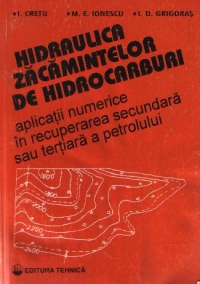 • I. CREȚU • M. E. IONESCU • I. D. GRIGORAȘ
HIDRAULICA
ZĂCĂMINTELOR
DE HIDROCARBURI
aplicații numerice
în recuperarea secundară
sau terțiară a petrolului
EDITURA TEHNICĂ